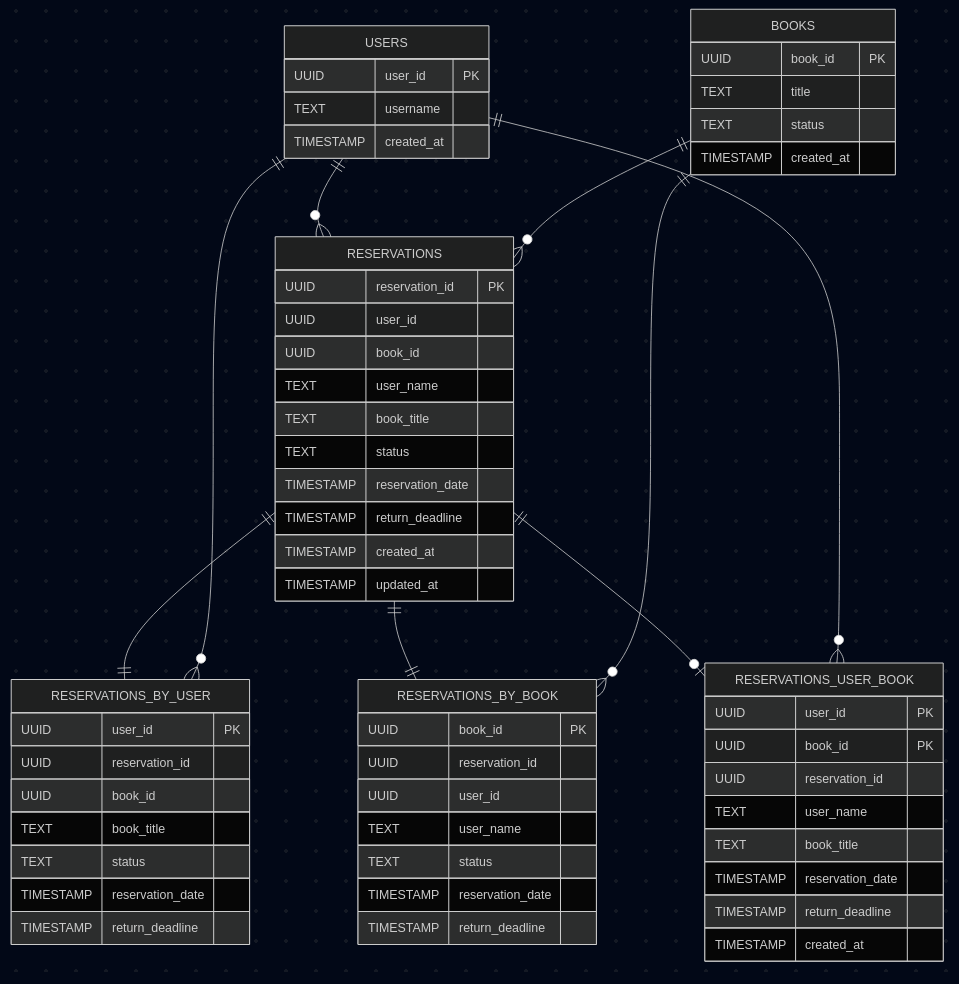 USERS
UUID user_id PK
TEXT username
TIMESTAMP created_at
BOOKS
UUID book_id PK
TEXT title
TEXT status
TIMESTAMP created_at
RESERVATIONS
UUID reservation_id PK
UUID user_id
UUID book_id
TEXT user_name
TEXT book_title
TEXT status
TIMESTAMP reservation_date
TIMESTAMP return_deadline
TIMESTAMP created_at
TIMESTAMP updated_at
RESERVATIONS_BY_USER
UUID user_id PK
UUID reservation_id
UUID book_id
TEXT book_title
TEXT status
TIMESTAMP reservation_date
TIMESTAMP return_deadline
RESERVATIONS_BY_BOOK
UUID book_id PK
UUID reservation_id
UUID user_id
TEXT user_name
TEXT status
TIMESTAMP reservation_date
TIMESTAMP return_deadline
RESERVATIONS_USER_BOOK
UUID user_id PK
UUID book_id PK
UUID reservation_id
TEXT user_name
TEXT book_title
TIMESTAMP reservation_date
TIMESTAMP return_deadline
TIMESTAMP created_at